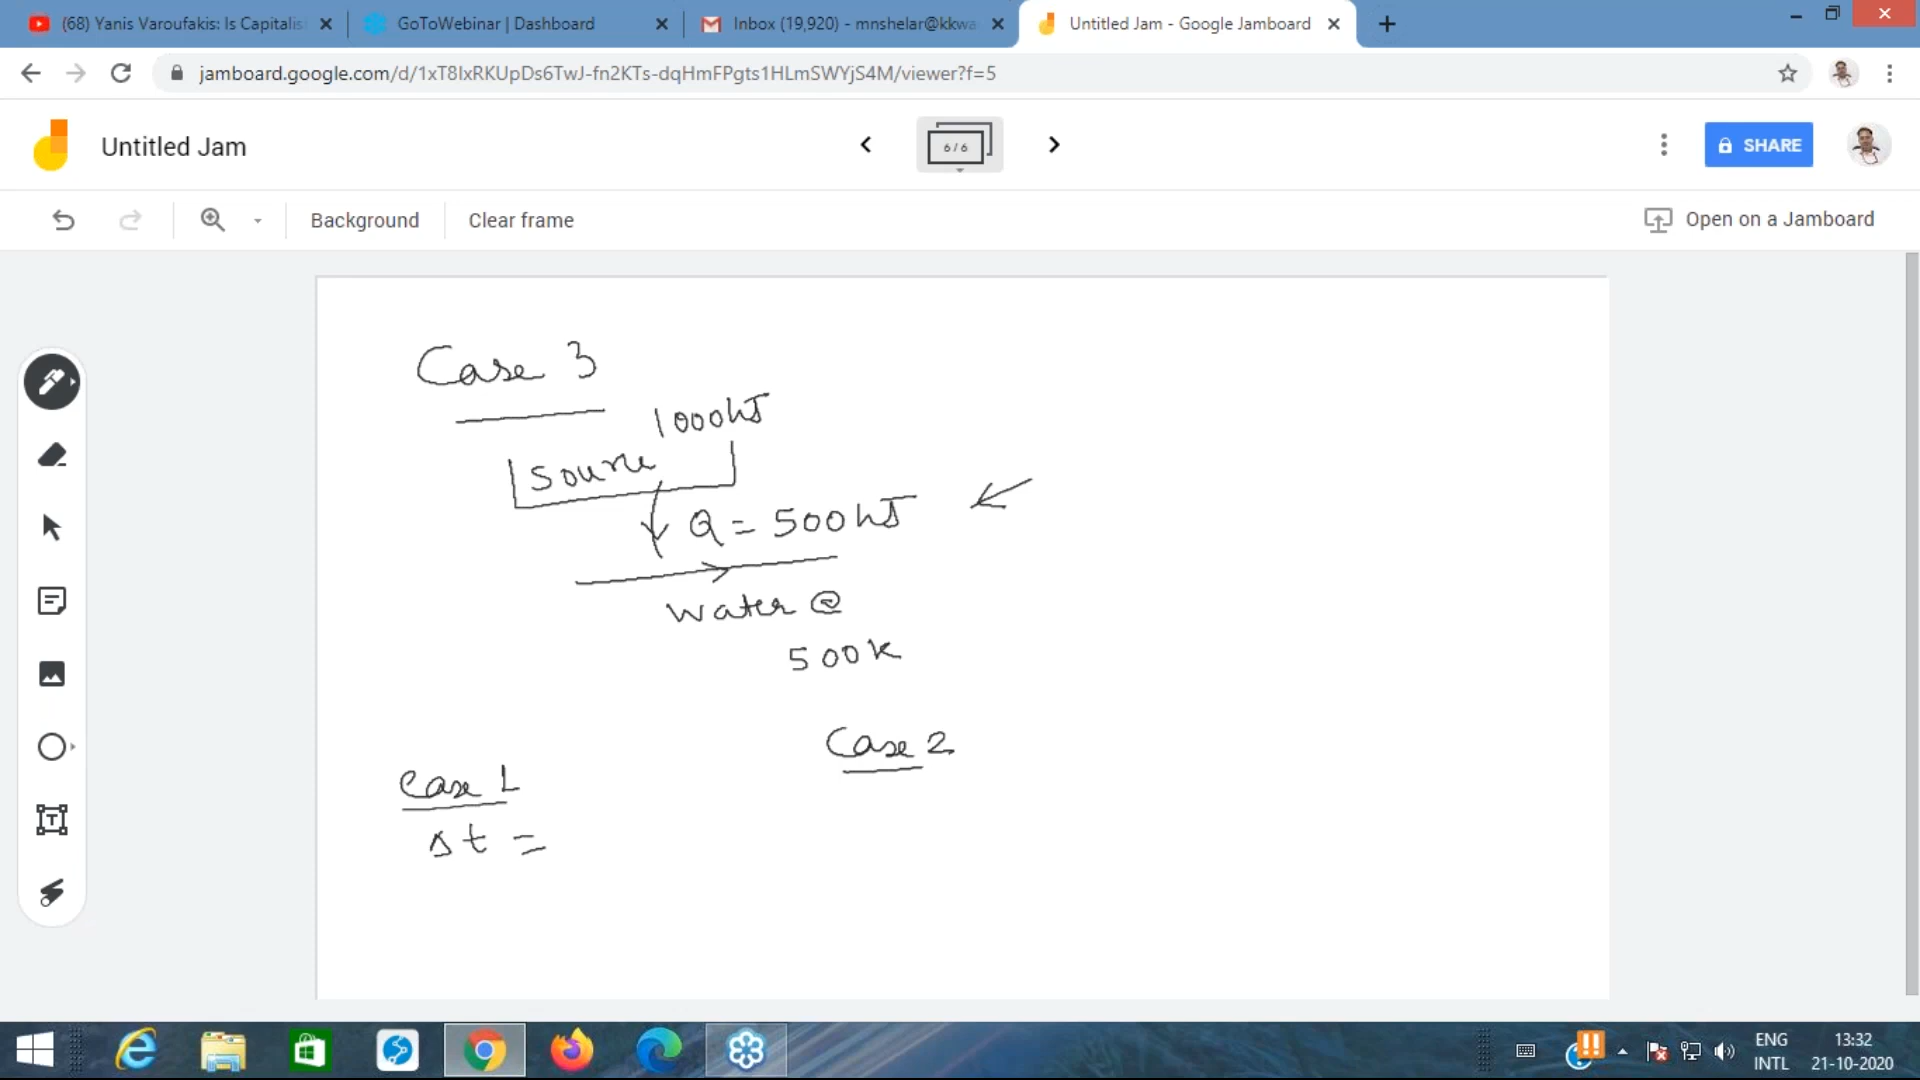 (68) Yanis Varoufakis: Is Capitalis
GoToWebinar | Dashboard
Inbox (19,920) - mnshelar@kkwa
Untitled Jam - Google Jamboard
jamboard.google.com/d/1xT8IxRKUpDs6TwJ-fn2KTs-dqHmFPgts1HLmSWYjS4M/viewer?f=5
Untitled Jam
6 / 6
SHARE
Background
Clear frame
Open on a Jamboard
Case 3
1000kJ
Source
Q = 500kJ
Water @
500k
Case 2
Case 1
Δt =
ENG
INTL
13:32
21-10-2020